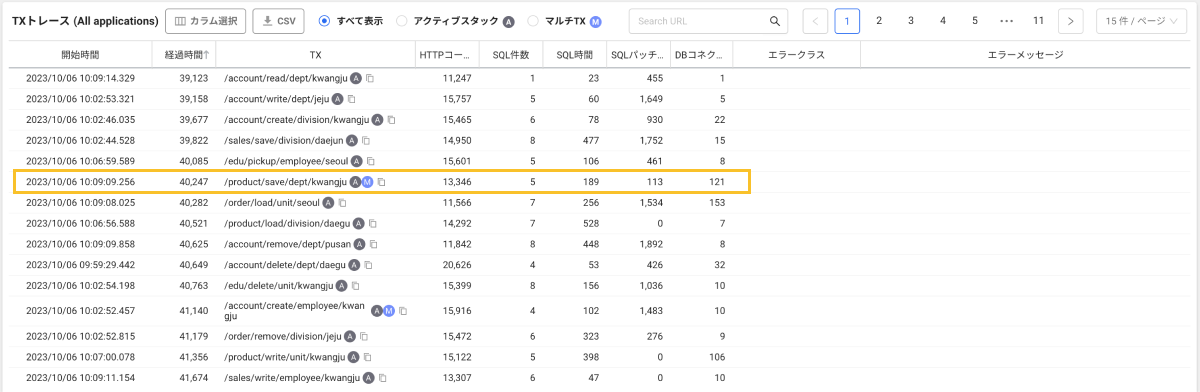 TXトレース (All applications) カラム選択 CSV すべて表示 アクティブスタック A マルチTX M Search URL 1 2 3 4 5 ••• 11 15 件 / ページ
開始時間 経過時間↑ TX HTTPコー... SQL件数 SQL時間 SQLパッチ... DBコネク... エラークラス エラーメッセージ
2023/10/06 10:09:14.329 39,123 /account/read/dept/kwangju A 11,247 1 23 455 1
2023/10/06 10:02:53.321 39,158 /account/write/dept/jeju A 15,757 5 60 1,649 5
2023/10/06 10:02:46.035 39,677 /account/create/division/kwangju A 15,465 6 78 930 22
2023/10/06 10:02:44.528 39,822 /sales/save/division/daejun A 14,950 8 477 1,752 15
2023/10/06 10:06:59.589 40,085 /edu/pickup/employee/seoul A 15,601 5 106 461 8
2023/10/06 10:09:09.256 40,247 /product/save/dept/kwangju A M 13,346 5 189 113 121
2023/10/06 10:09:08.025 40,282 /order/load/unit/seoul A 11,566 7 256 1,534 153
2023/10/06 10:06:56.588 40,521 /product/load/division/daegu A 14,292 7 528 0 7
2023/10/06 10:09:09.858 40,625 /account/remove/dept/pusan A 11,842 8 448 1,892 8
2023/10/06 09:59:29.442 40,649 /account/delete/dept/daegu A 20,626 4 53 426 32
2023/10/06 10:02:54.198 40,763 /edu/delete/unit/kwangju A 15,399 8 156 1,036 10
2023/10/06 10:02:52.457 41,140 /account/create/employee/kwan
gju A M 15,916 4 102 1,483 10
2023/10/06 10:02:52.815 41,179 /order/remove/division/jeju A 15,472 6 323 276 9
2023/10/06 10:07:00.078 41,356 /product/write/unit/kwangju A 15,122 5 398 0 106
2023/10/06 10:09:11.154 41,674 /sales/write/employee/kwangju A 13,307 6 47 0 10